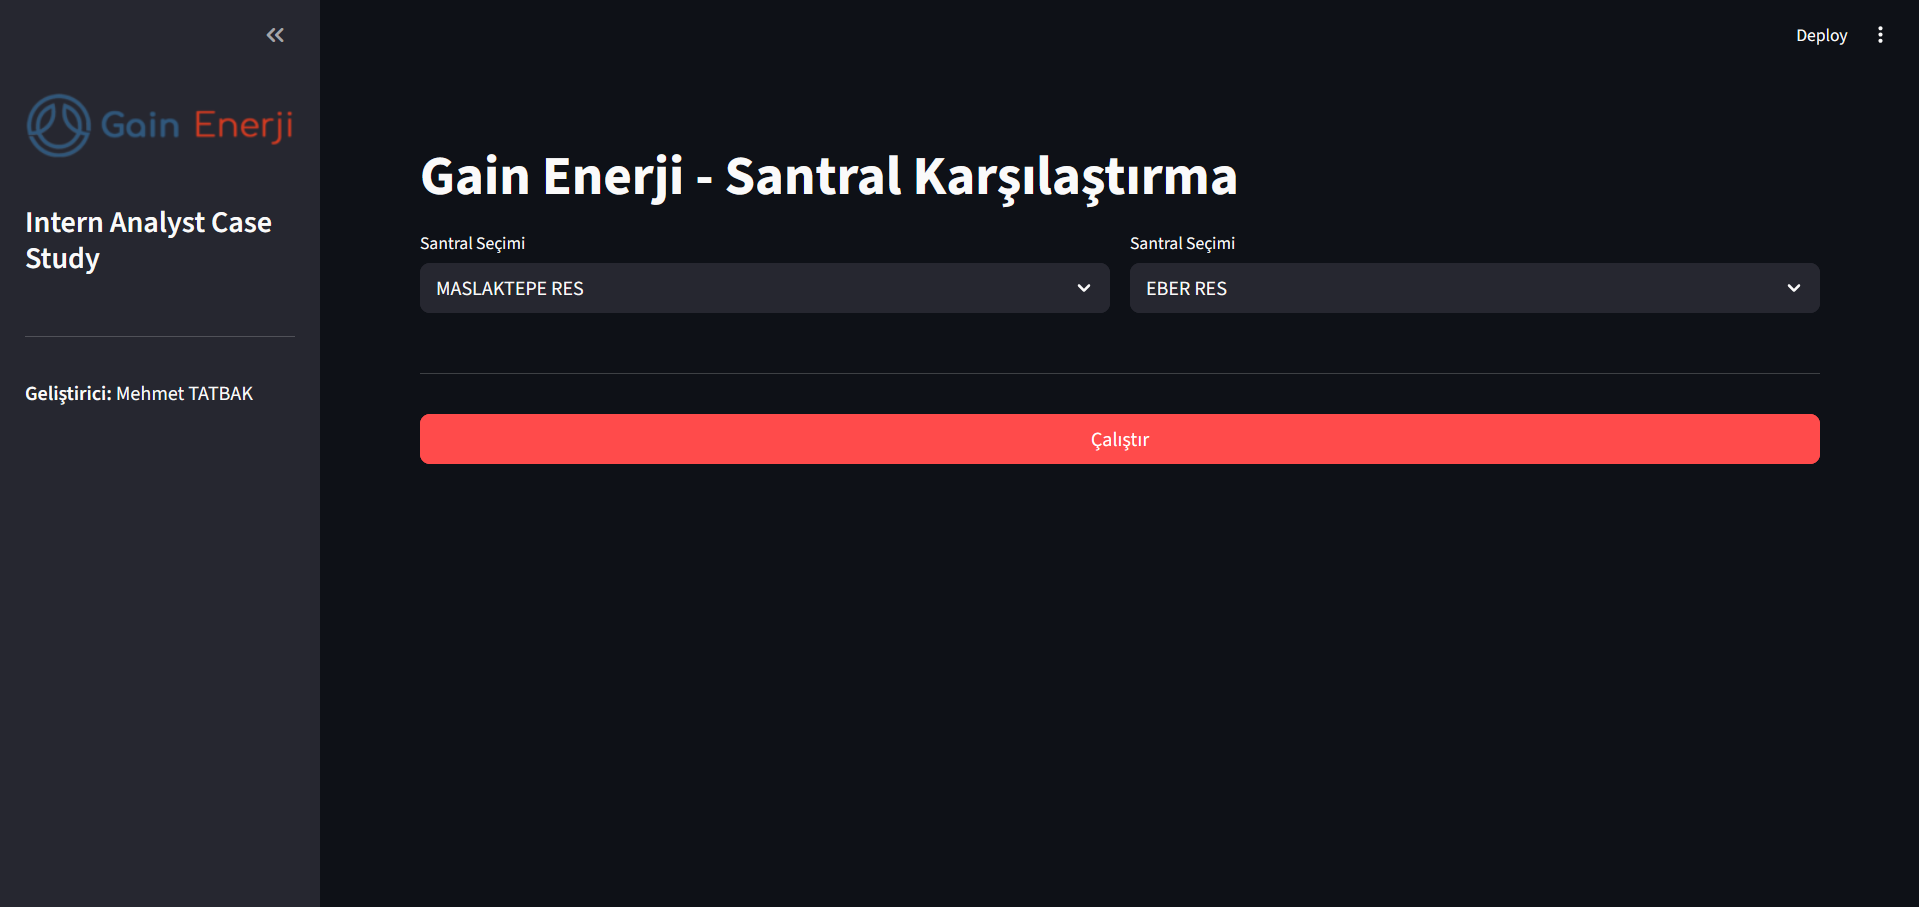 Deploy
Gain Enerji
Intern Analyst Case
Study
Geliştirici: Mehmet TATBAK
Gain Enerji - Santral Karşılaştırma
Santral Seçimi
MASLAKTEPE RES
Santral Seçimi
EBER RES
Çalıştır